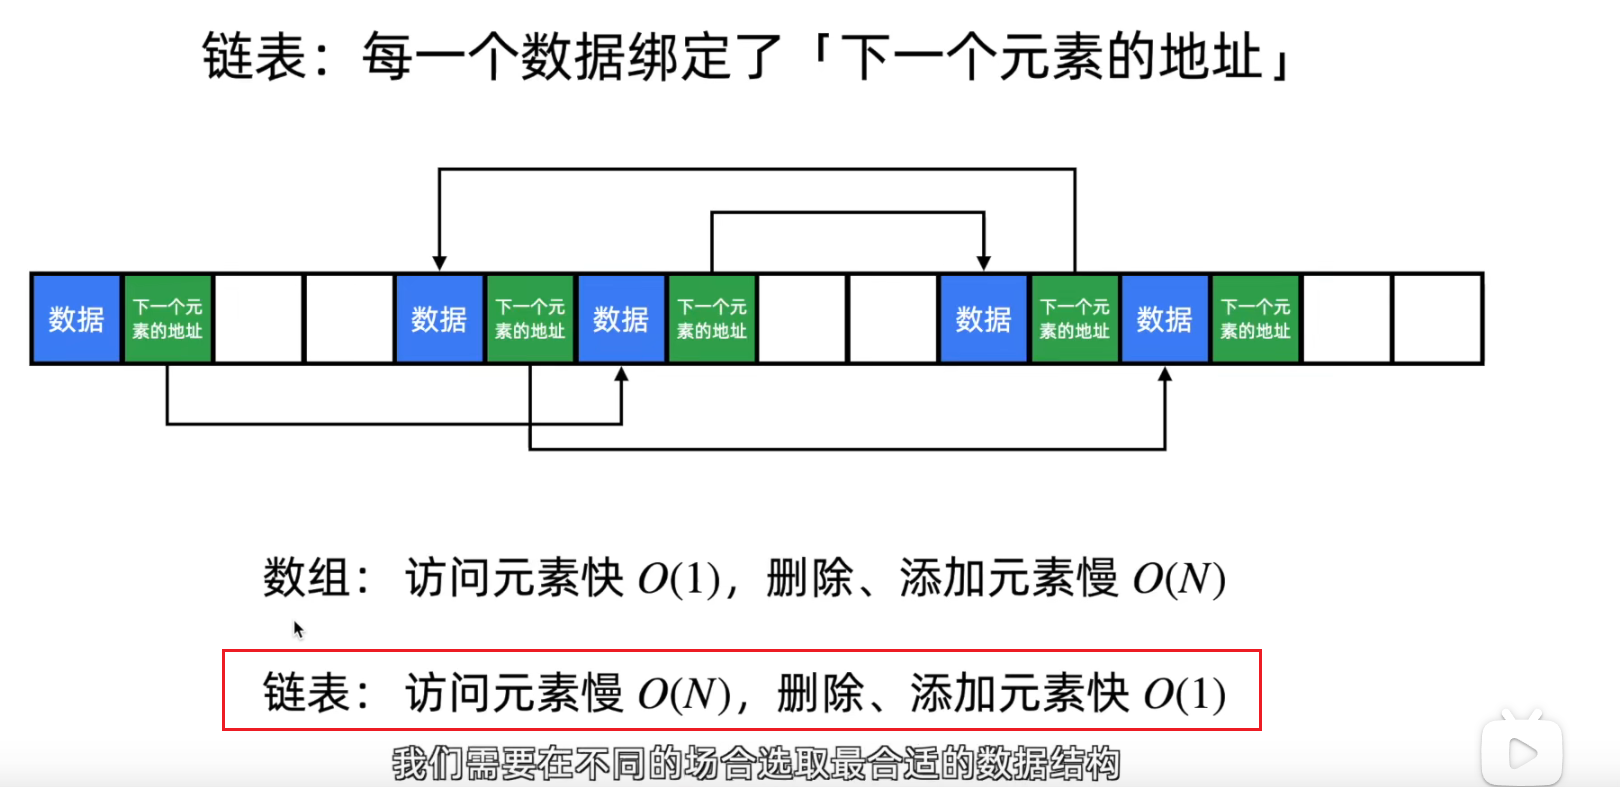 链表：每一个数据绑定了「下一个元素的地址」
数据
下一个元
素的地址
数据
下一个元
素的地址
数据
下一个元
素的地址
数据
下一个元
素的地址
数据
下一个元
素的地址
数组： 访问元素快 O(1)，删除、添加元素慢 O(N)
链表： 访问元素慢 O(N)，删除、添加元素快 O(1)
我们需要在不同的场合选取最合适的数据结构